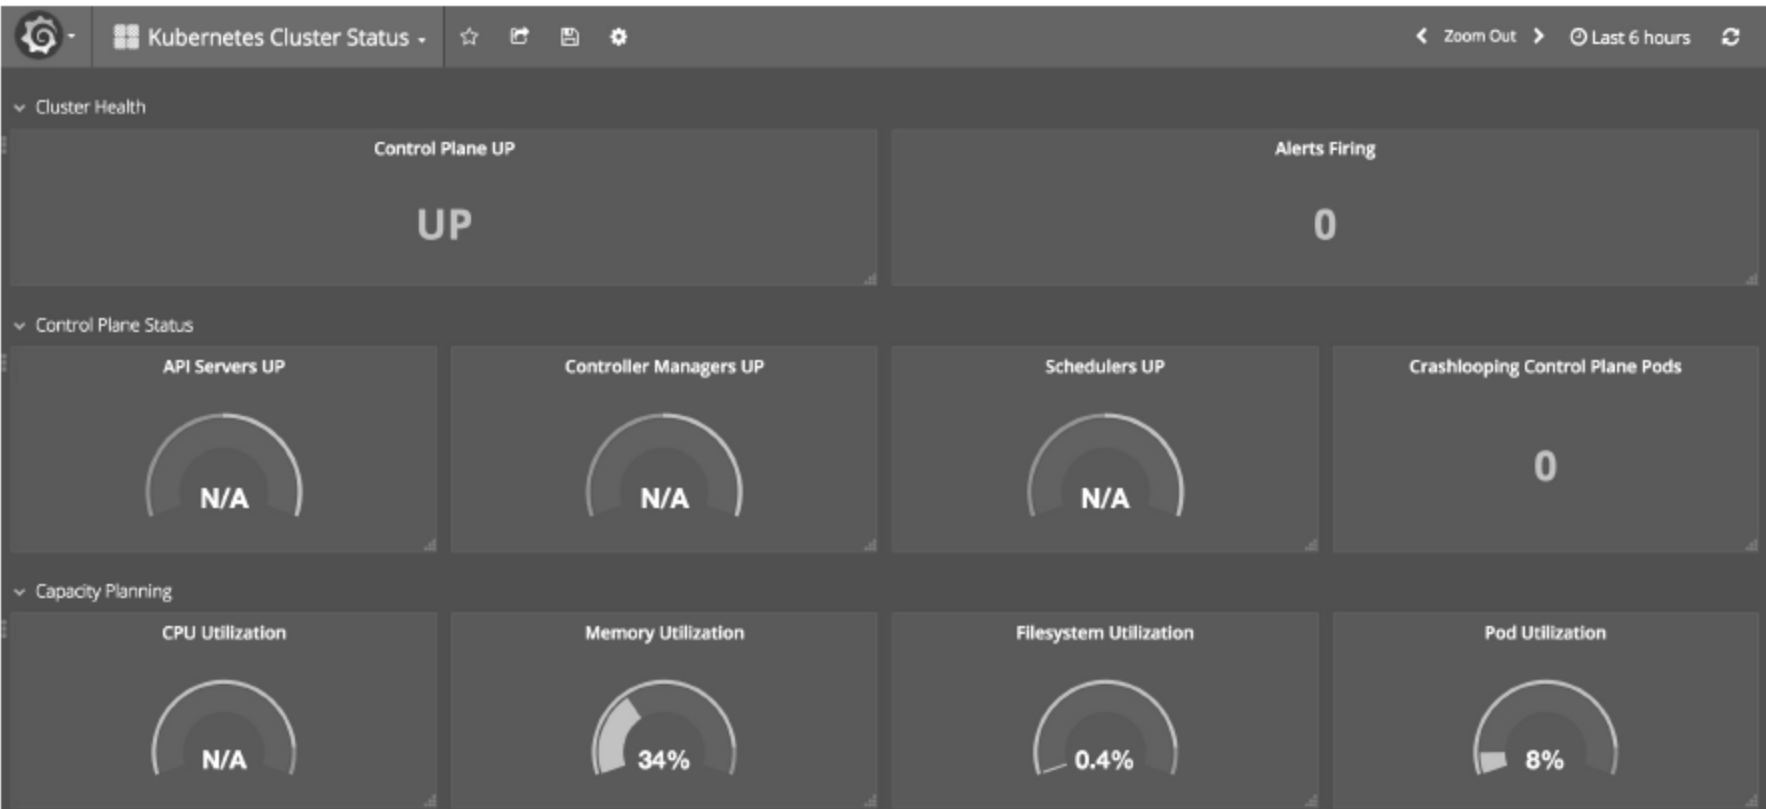 Kubernetes Cluster Status
Zoom Out
Last 6 hours
Cluster Health
Control Plane UP
Alerts Firing
UP
0
Control Plane Status
API Servers UP
Controller Managers UP
Schedulers UP
Crashlooping Control Plane Pods
N/A
N/A
N/A
0
Capacity Planning
CPU Utilization
Memory Utilization
Filesystem Utilization
Pod Utilization
N/A
34%
0.4%
8%